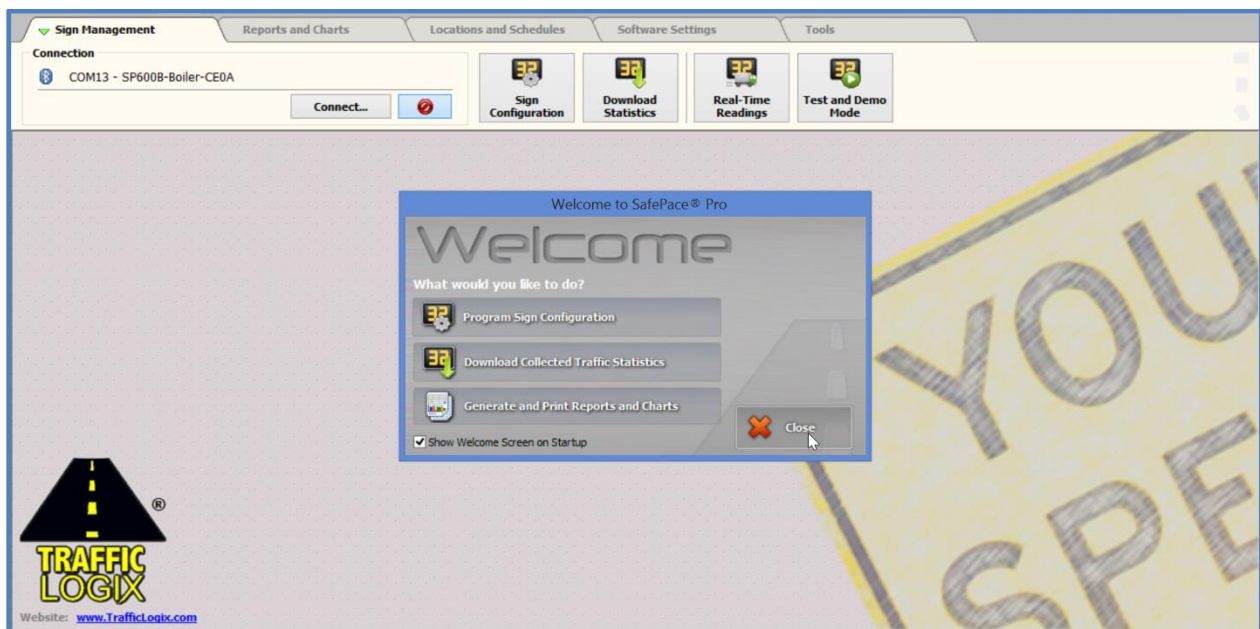 Sign Management
Reports and Charts
Locations and Schedules
Software Settings
Tools
Connection
COM13 - SP600B-Boiler-CE0A
Connect...
Sign
Configuration
Download
Statistics
Real-Time
Readings
Test and Demo
Mode
Welcome to SafePace® Pro
Welcome
What would you like to do?
Program Sign Configuration
Download Collected Traffic Statistics
Generate and Print Reports and Charts
Show Welcome Screen on Startup
Close
YOU
SPE
®
TRAFFIC
LOGIX
Website: www.TrafficLogix.com